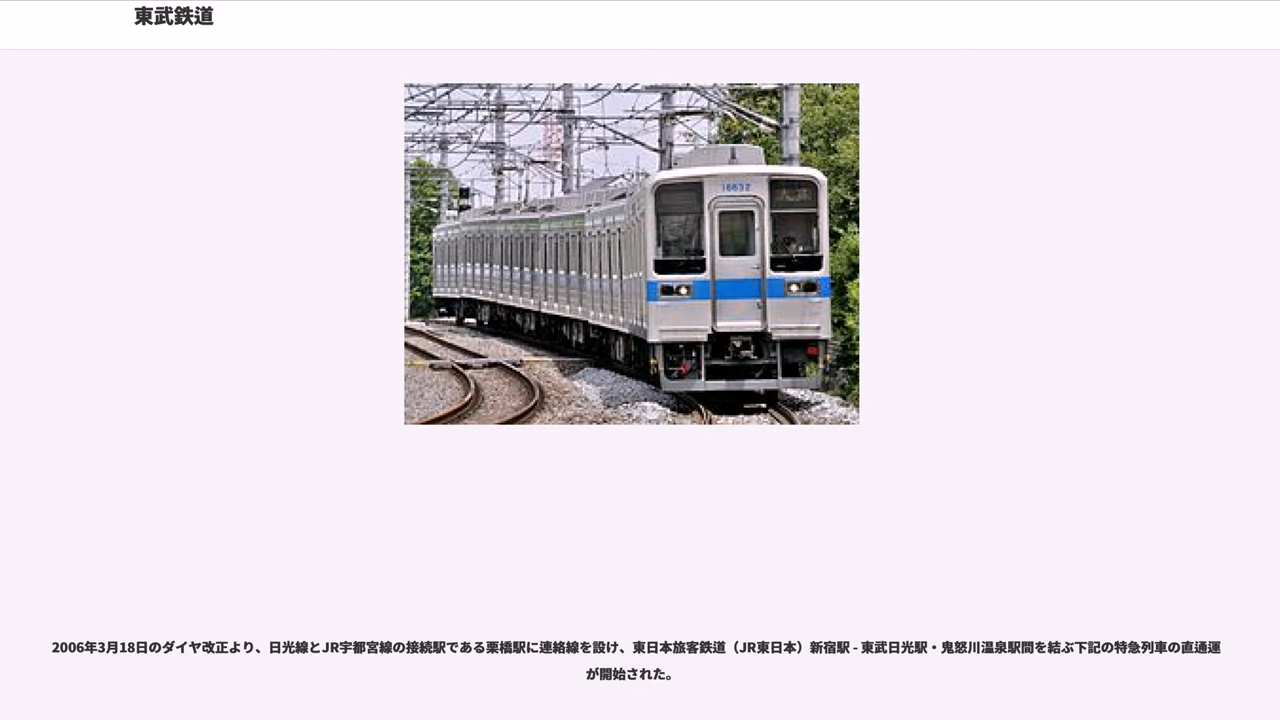 東武鉄道
16632
2006年3月18日のダイヤ改正より、日光線とJR宇都宮線の接続駅である栗橋駅に連絡線を設け、東日本旅客鉄道（JR東日本）新宿駅 - 東武日光駅・鬼怒川温泉駅間を結ぶ下記の特急列車の直通運
が開始された。